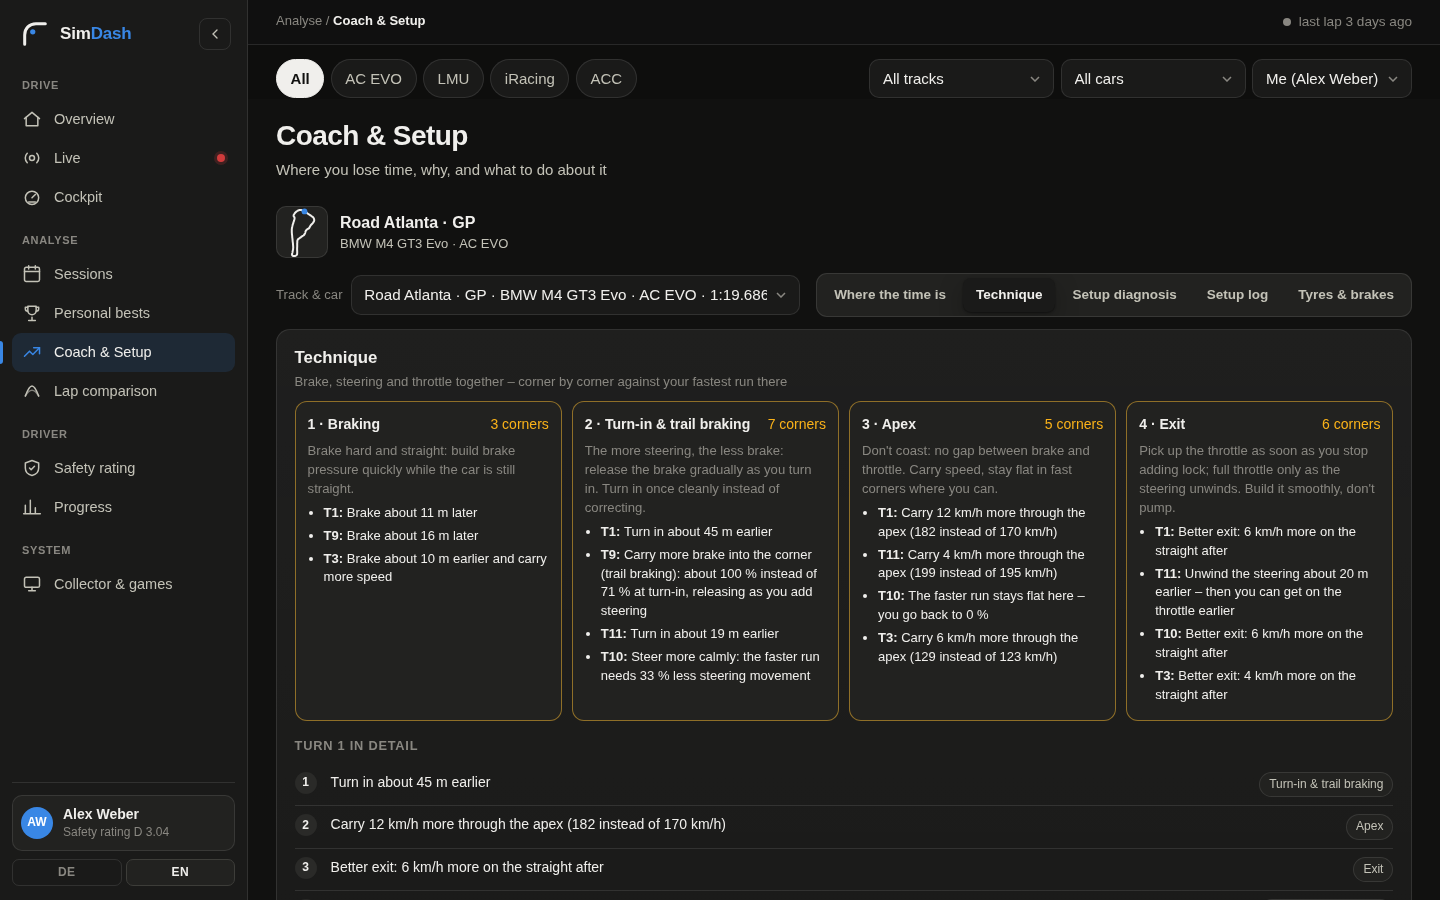 SimDash
Analyse / Coach & Setup
last lap 3 days ago
DRIVE
Overview
Live
Cockpit
ANALYSE
Sessions
Personal bests
Coach & Setup
Lap comparison
DRIVER
Safety rating
Progress
SYSTEM
Collector & games
AW
Alex Weber
Safety rating D 3.04
DE
EN
All
AC EVO
LMU
iRacing
ACC
All tracks
All cars
Me (Alex Weber)
Coach & Setup
Where you lose time, why, and what to do about it
Road Atlanta · GP
BMW M4 GT3 Evo · AC EVO
Track & car
Road Atlanta · GP · BMW M4 GT3 Evo · AC EVO · 1:19.686
Where the time is
Technique
Setup diagnosis
Setup log
Tyres & brakes
Technique
Brake, steering and throttle together – corner by corner against your fastest run there
1 · Braking
3 corners
Brake hard and straight: build brake
pressure quickly while the car is still
straight.
T1: Brake about 11 m later
T9: Brake about 16 m later
T3: Brake about 10 m earlier and carry
more speed
2 · Turn-in & trail braking
7 corners
The more steering, the less brake:
release the brake gradually as you turn
in. Turn in once cleanly instead of
correcting.
T1: Turn in about 45 m earlier
T9: Carry more brake into the corner
(trail braking): about 100 % instead of
71 % at turn-in, releasing as you add
steering
T11: Turn in about 19 m earlier
T10: Steer more calmly: the faster run
needs 33 % less steering movement
3 · Apex
5 corners
Don't coast: no gap between brake and
throttle. Carry speed, stay flat in fast
corners where you can.
T1: Carry 12 km/h more through the
apex (182 instead of 170 km/h)
T11: Carry 4 km/h more through the
apex (199 instead of 195 km/h)
T10: The faster run stays flat here –
you go back to 0 %
T3: Carry 6 km/h more through the
apex (129 instead of 123 km/h)
4 · Exit
6 corners
Pick up the throttle as soon as you stop
adding lock; full throttle only as the
steering unwinds. Build it smoothly, don't
pump.
T1: Better exit: 6 km/h more on the
straight after
T11: Unwind the steering about 20 m
earlier – then you can get on the
throttle earlier
T10: Better exit: 6 km/h more on the
straight after
T3: Better exit: 4 km/h more on the
straight after
TURN 1 IN DETAIL
1
Turn in about 45 m earlier
Turn-in & trail braking
2
Carry 12 km/h more through the apex (182 instead of 170 km/h)
Apex
3
Better exit: 6 km/h more on the straight after
Exit